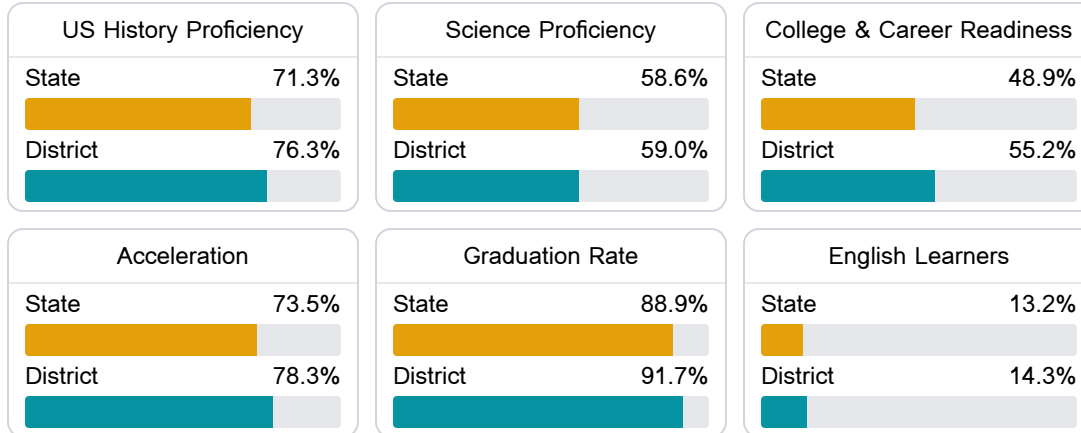 US History Proficiency
State 71.3%
District 76.3%
Science Proficiency
State 58.6%
District 59.0%
College & Career Readiness
State 48.9%
District 55.2%
Acceleration
State 73.5%
District 78.3%
Graduation Rate
State 88.9%
District 91.7%
English Learners
State 13.2%
District 14.3%